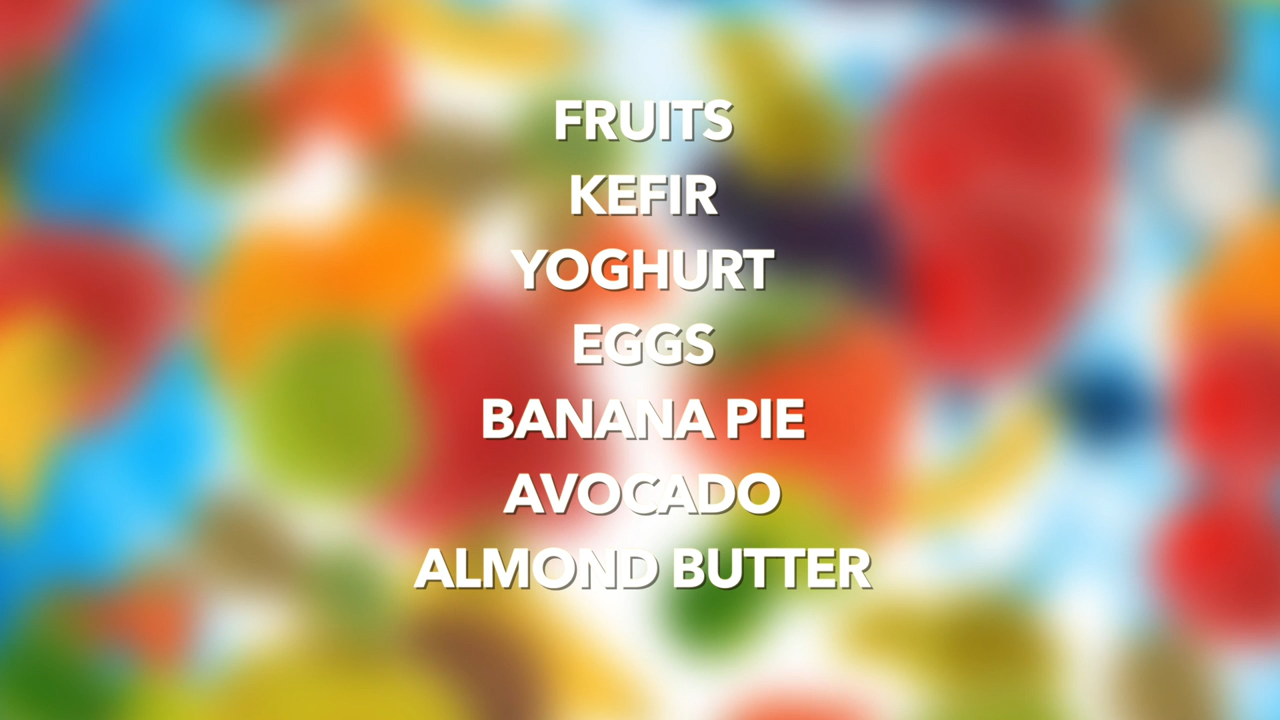 FRUITS
KEFIR
YOGHURT
EGGS
BANANA PIE
AVOCADO
ALMOND BUTTER